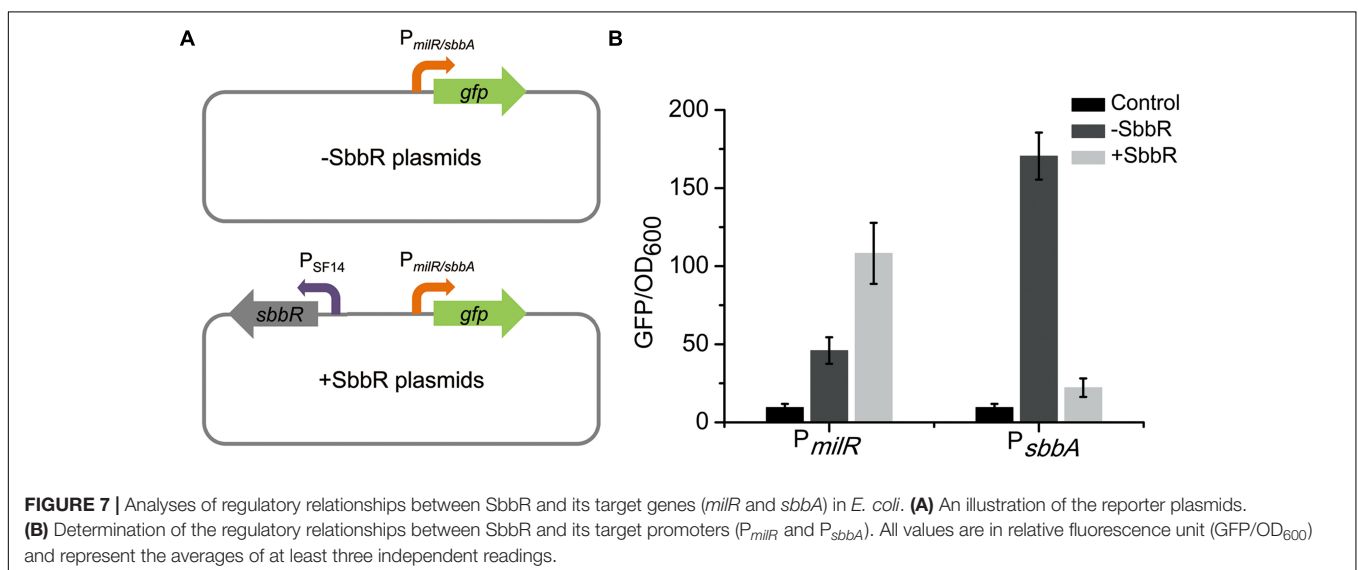 A
P milR/sbbA
gfp
-SbbR plasmids
P SF14
P milR/sbbA
sbbR
gfp
+SbbR plasmids
B
200
150
100
50
0
GFP/OD600
Control
-SbbR
+SbbR
P milR
P sbbA
FIGURE 7 | Analyses of regulatory relationships between SbbR and its target genes (milR and sbbA) in E. coli. (A) An illustration of the reporter plasmids.
(B) Determination of the regulatory relationships between SbbR and its target promoters (PmilR and PsbbA). All values are in relative fluorescence unit (GFP/OD600)
and represent the averages of at least three independent readings.